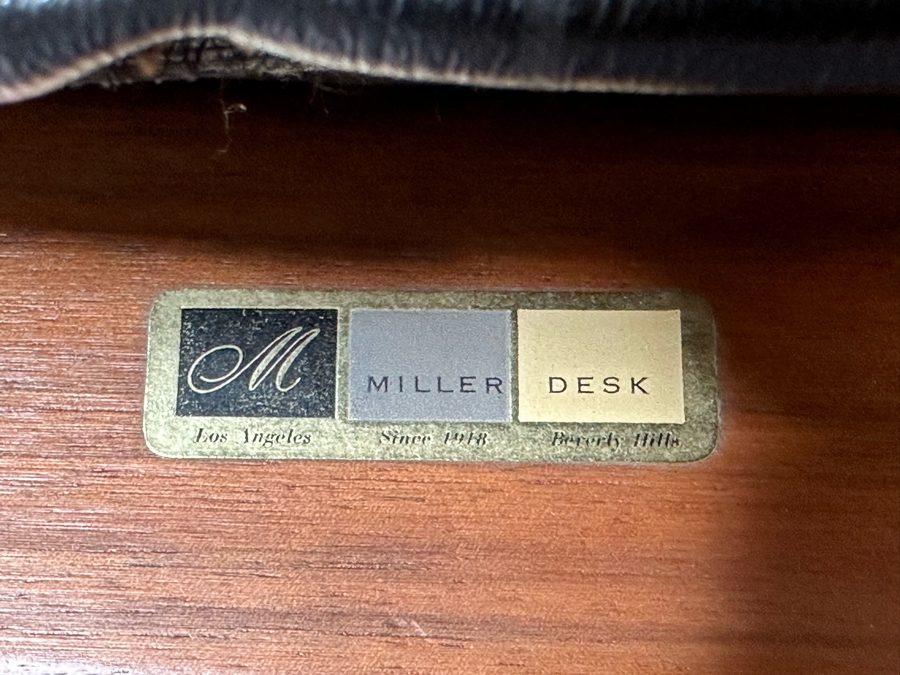 M MILLER DESK
Los Angeles Since 1918 Beverly Hills